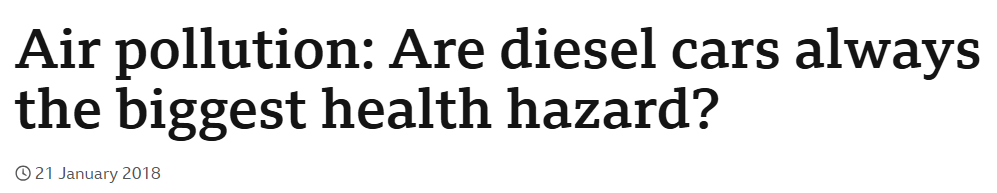 Air pollution: Are diesel cars always
the biggest health hazard?
21 January 2018